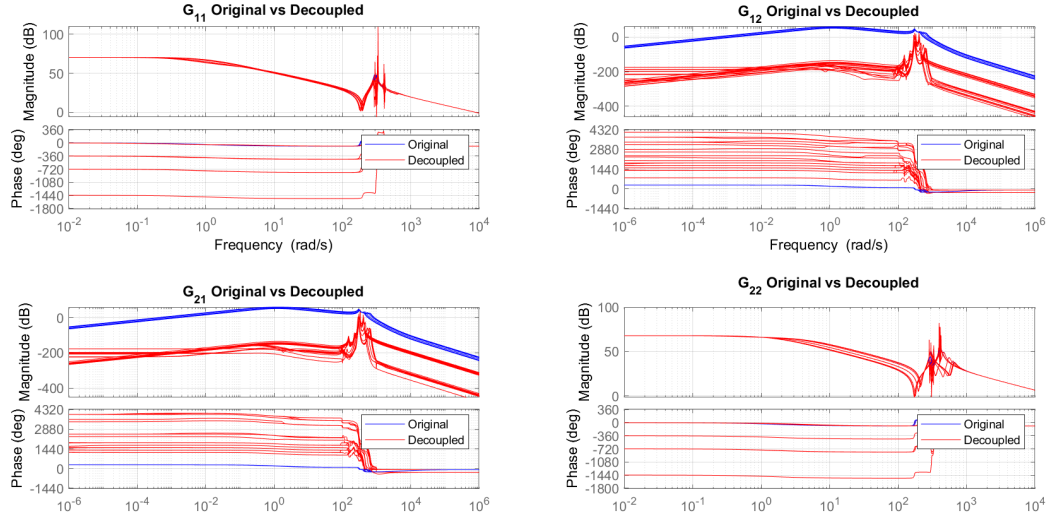 G11 Original vs Decoupled
Magnitude (dB)
100
50
0
Phase (deg)
360
0
-360
-720
-1080
-1440
-1800
Original
Decoupled
10^-2
10^-1
10^0
10^1
10^2
10^3
10^4
Frequency (rad/s)
G12 Original vs Decoupled
Magnitude (dB)
0
-200
-400
Phase (deg)
4320
2880
1440
0
-1440
Original
Decoupled
10^-6
10^-4
10^-2
10^0
10^2
10^4
10^6
Frequency (rad/s)
G21 Original vs Decoupled
Magnitude (dB)
0
-200
-400
Phase (deg)
4320
2880
1440
0
-1440
Original
Decoupled
10^-6
10^-4
10^-2
10^0
10^2
10^4
10^6
G22 Original vs Decoupled
Magnitude (dB)
100
50
0
Phase (deg)
360
0
-360
-720
-1080
-1440
-1800
Original
Decoupled
10^-1
10^0
10^1
10^2
10^3
10^4